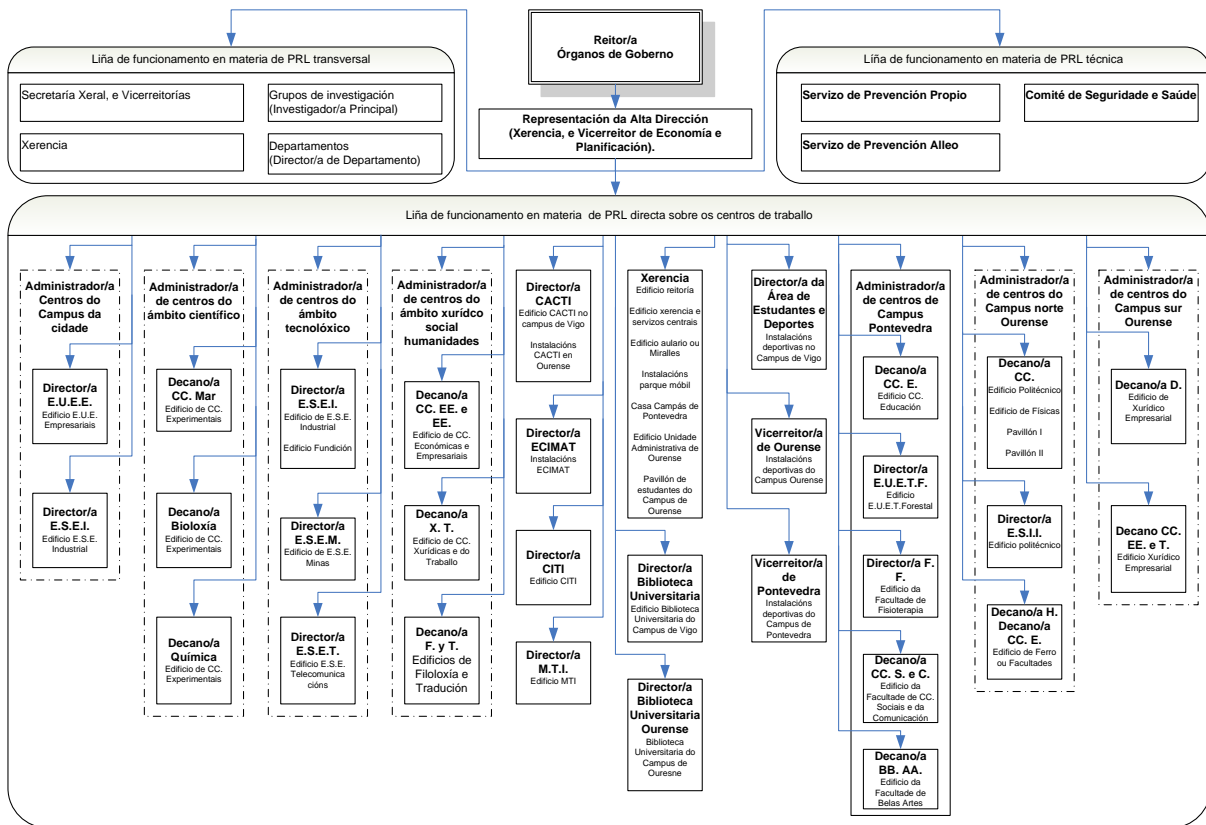 Reitor/a
Órganos de Goberno
Liña de funcionamento en materia de PRL transversal
Secretaría Xeral, e Vicerreitorías
Grupos de investigación
(Investigador/a Principal)
Xerencia
Departamentos
(Director/a de Departamento)
Representación da Alta Dirección
(Xerencia, e Vicerreitor de Economía e
Planificación).
Líña de funcionamento en materia de PRL técnica
Servizo de Prevención Propio
Comité de Seguridade e Saúde
Servizo de Prevención Alleo
Liña de funcionamento en materia de PRL directa sobre os centros de traballo
Administrador/a
Centros do
Campus da
cidade
Director/a
E.U.E.E.
Edificio E.U.E.
Empresariais
Director/a
E.S.E.I.
Edificio E.S.E.
Industrial
Administrador/a
de centros do
ámbito científico
Decano/a
CC. Mar
Edificio de CC.
Experimentais
Decano/a
Bioloxía
Edificio de CC.
Experimentais
Decano/a
Química
Edificio de CC.
Experimentais
Administrador/a
de centros do
ámbito
tecnolóxico
Director/a
E.S.E.I.
Edificio de E.S.E.
Industrial
Edificio Fundición
Director/a
E.S.E.M.
Edificio de E.S.E.
Minas
Director/a
E.S.E.T.
Edificio E.S.E.
Telecomunica
cións
Administrador/a
de centros do
ámbito xurídco
social
humanidades
Decano/a
CC. EE. e
EE.
Edificio de CC.
Económicas e
Empresariais
Decano/a
X. T.
Edificio de CC.
Xurídicas e do
Traballo
Decano/a
F. y T.
Edificios de
Filoloxía e
Tradución
Director/a
CACTI
Edificio CACTI no
campus de Vigo
Instalacións
CACTI en
Ourense
Director/a
ECIMAT
Instalacións
ECIMAT
Director/a
CITI
Edificio CITI
Director/a
M.T.I.
Edificio MTI
Xerencia
Edificio reitoría
Edificio xerencia e
servizos centrais
Edificio aulario ou
Miralles
Instalacións
parque móbil
Casa Campás de
Pontevedra
Edificio Unidade
Administrativa de
Ourense
Pavillón de
estudantes do
Campus de
Ourense
Director/a
Biblioteca
Universitaria
Edificio Biblioteca
Universitaria do
Campus de Vigo
Director/a
Biblioteca
Universitaria
Ourense
Biblioteca
Universitaria do
Campus de
Ouresne
Director/a da
Área de
Estudantes e
Deportes
Instalacións
deportivas no
Campus de Vigo
Vicerreitor/a
de Ourense
Instalacións
deportivas do
Campus Ourense
Vicerreitor/a
de
Pontevedra
Instalacións
deportivas do
Campus de
Pontevedra
Administrador/a
de centros de
Campus
Pontevedra
Decano/a
CC. E.
Edificio CC.
Educación
Director/a
E.U.E.T.F.
Edificio
E.U.E.T.Forestal
Director/a F.
F.
Edificio da
Facultade de
Fisioterapia
Decano/a
CC. S. e C.
Edificio da
Facultade de CC.
Sociais e da
Comunicación
Decano/a
BB. AA.
Edificio da
Facultade de
Belas Artes
Administrador/a
de centros do
Campus norte
Ourense
Decano/a
CC.
Edificio Politécnico
Edificio de Físicas
Pavillón I
Pavillón II
Director/a
E.S.I.I.
Edificio politécnico
Decano/a H.
Decano/a
CC. E.
Edificio de Ferro
ou Facultades
Administrador/a
de centros do
Campus sur
Ourense
Decano/a D.
Edificio de
Xurídico
Empresarial
Decano CC.
EE. e T.
Edificio Xurídico
Empresarial